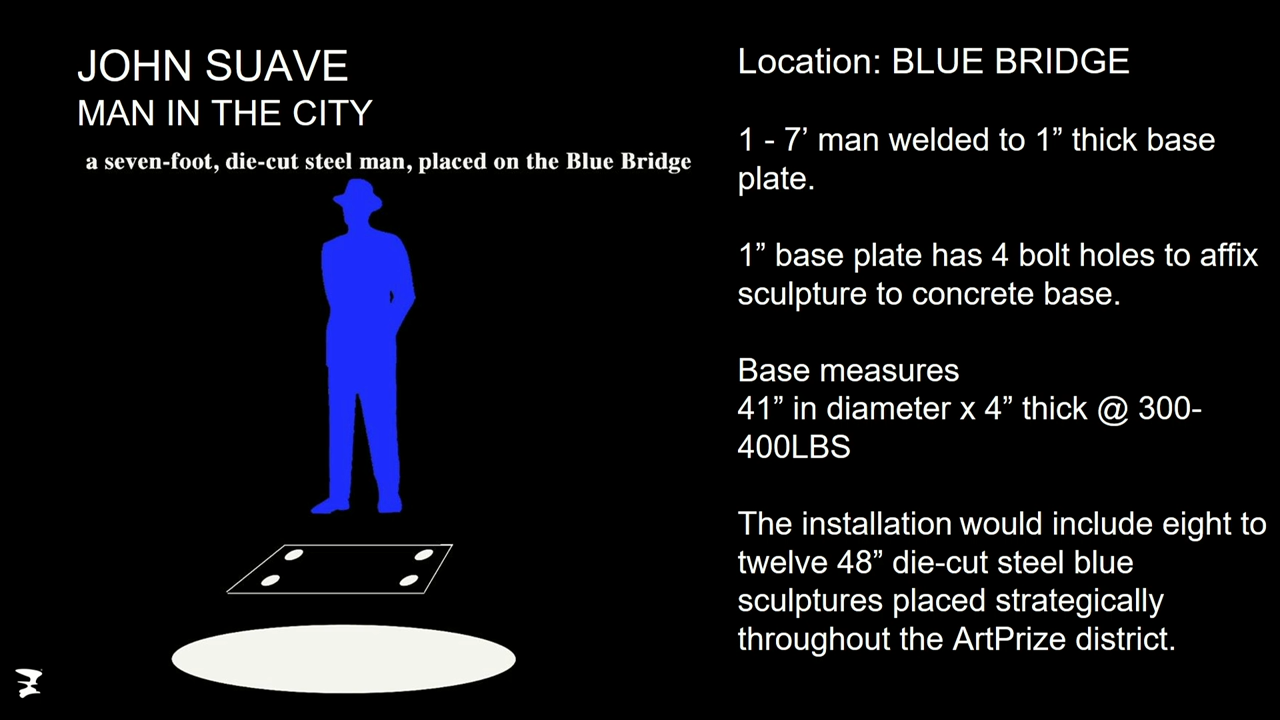 JOHN SUAVE
MAN IN THE CITY
a seven-foot, die-cut steel man, placed on the Blue Bridge
Location: BLUE BRIDGE
1 - 7’ man welded to 1” thick base
plate.
1” base plate has 4 bolt holes to affix
sculpture to concrete base.
Base measures
41” in diameter x 4” thick @ 300-
400LBS
The installation would include eight to
twelve 48” die-cut steel blue
sculptures placed strategically
throughout the ArtPrize district.